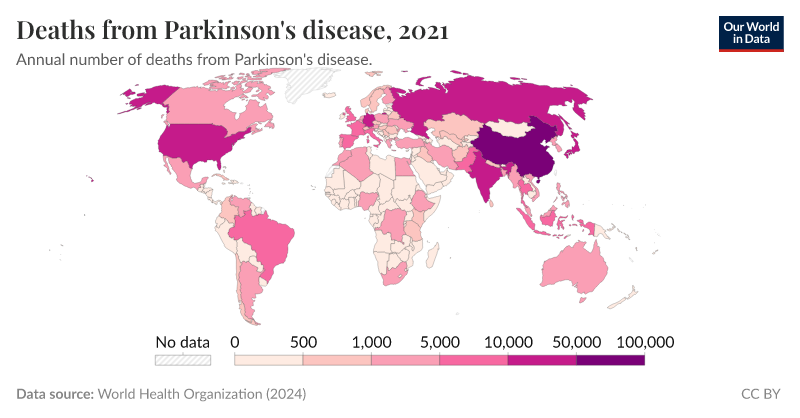 Deaths from Parkinson's disease, 2021
Our World
in Data
Annual number of deaths from Parkinson's disease.
No data
0
500
1,000
5,000
10,000
50,000
100,000
Data source: World Health Organization (2024)
CC BY